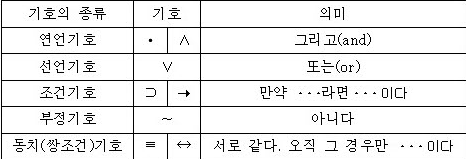 기호의 종류 기호 의미
연언기호 · ∧ 그리고(and)
선언기호 ∨ 또는(or)
조건기호 ⊃ → 만약 ···라면···이다
부정기호 ~ 아니다
동치(쌍조건)기호 ≡ ↔ 서로 같다. 오직 그 경우만 ···이다